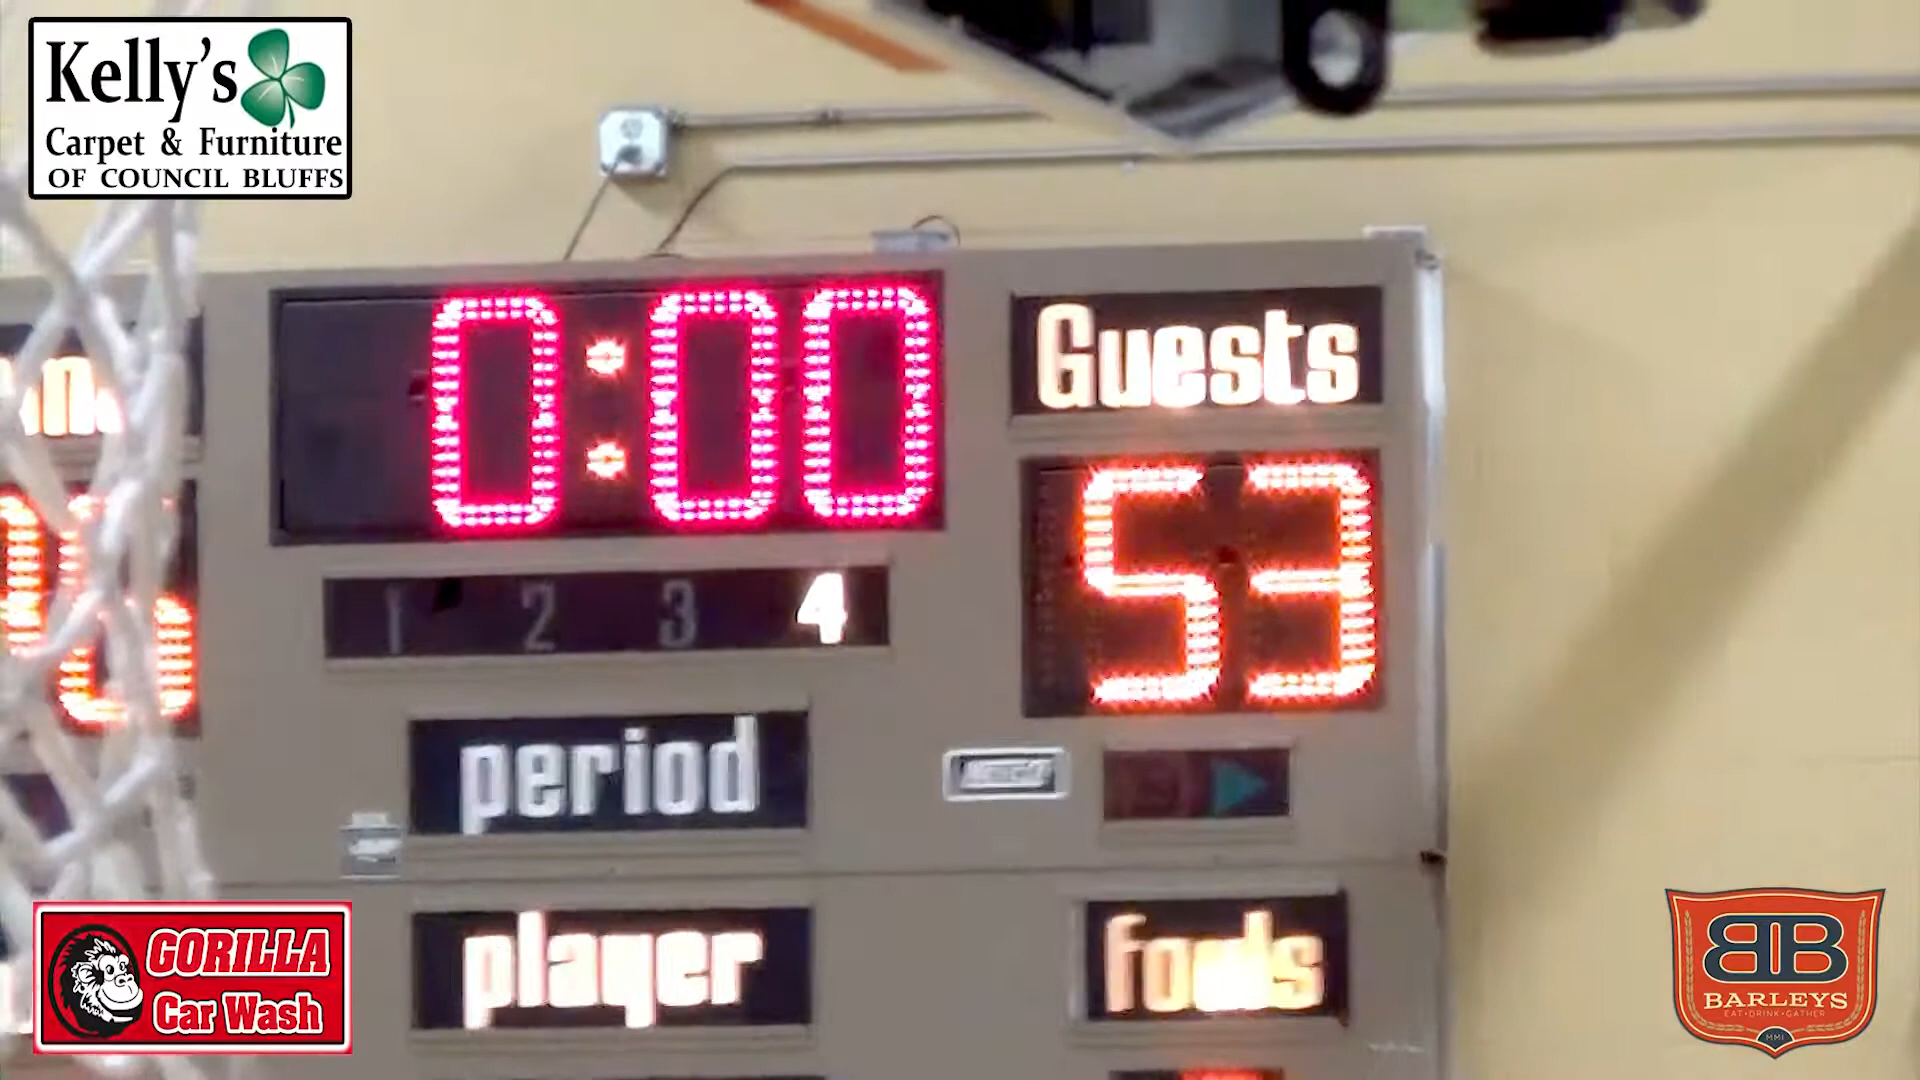 Kelly's
Carpet & Furniture
OF COUNCIL BLUFFS
0:00
Guests
53
1 2 3 4
period
player
fouls
GORILLA
Car Wash
BB
BARLEYS
EAT·DRINK·GATHER
MMI